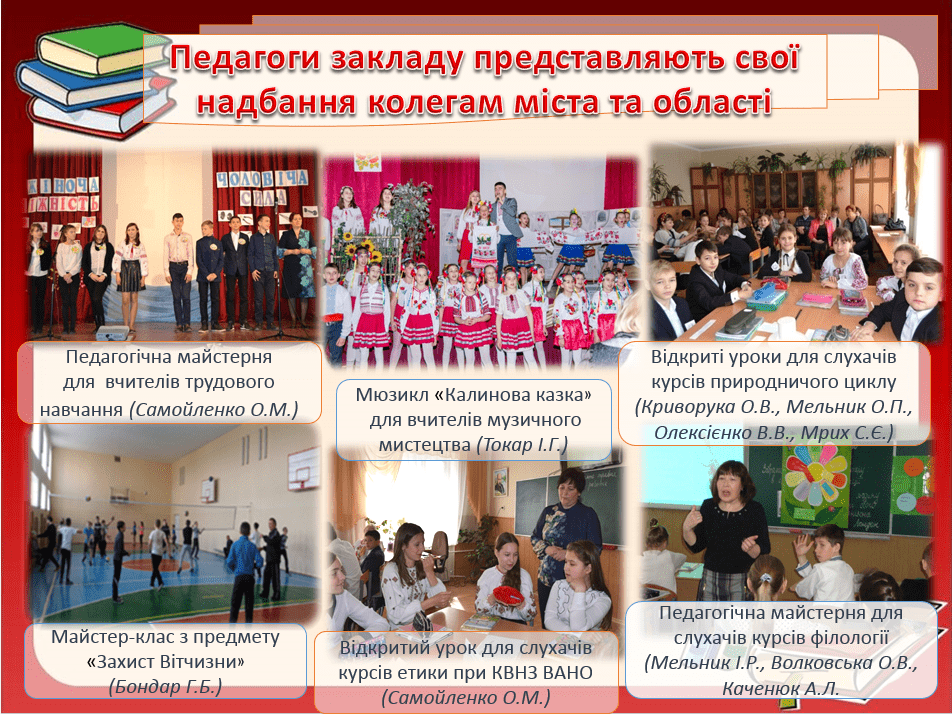 Педагоги закладу представляють свої
надбання колегам міста та області
ЖІНОЧА
НІЖНІСТЬ
ЧОЛОВІЧА
СИЛА
Педагогічна майстерня
для вчителів трудового
навчання (Самойленко О.М.)
Мюзикл «Калинова казка»
для вчителів музичного
мистецтва (Токар І.Г.)
Відкриті уроки для слухачів
курсів природничого циклу
(Криворука О.В., Мельник О.П.,
Олексієнко В.В., Мрих С.Є.)
Майстер-клас з предмету
«Захист Вітчизни»
(Бондар Г.Б.)
Відкритий урок для слухачів
курсів етики при КВНЗ ВАНО
(Самойленко О.М.)
Педагогічна майстерня для
слухачів курсів філології
(Мельник І.Р., Волковська О.В.,
Каченюк А.Л.